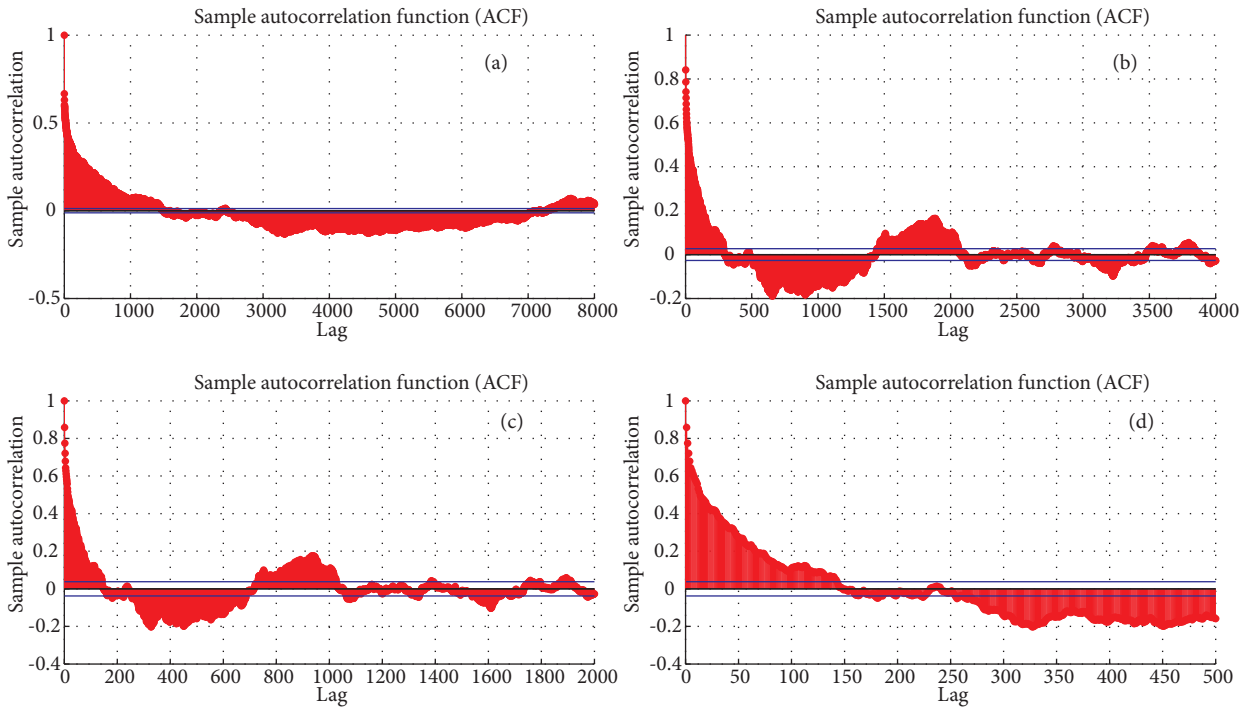 Sample autocorrelation function (ACF)
(a)
Sample autocorrelation
1
0.5
0
-0.5
0 1000 2000 3000 4000 5000 6000 7000 8000
Lag
Sample autocorrelation function (ACF)
(b)
Sample autocorrelation
1
0.8
0.6
0.4
0.2
0
-0.2
0 500 1000 1500 2000 2500 3000 3500 4000
Lag
Sample autocorrelation function (ACF)
(c)
Sample autocorrelation
1
0.8
0.6
0.4
0.2
0
-0.2
-0.4
0 200 400 600 800 1000 1200 1400 1600 1800 2000
Lag
Sample autocorrelation function (ACF)
(d)
Sample autocorrelation
1
0.8
0.6
0.4
0.2
0
-0.2
-0.4
0 50 100 150 200 250 300 350 400 450 500
Lag